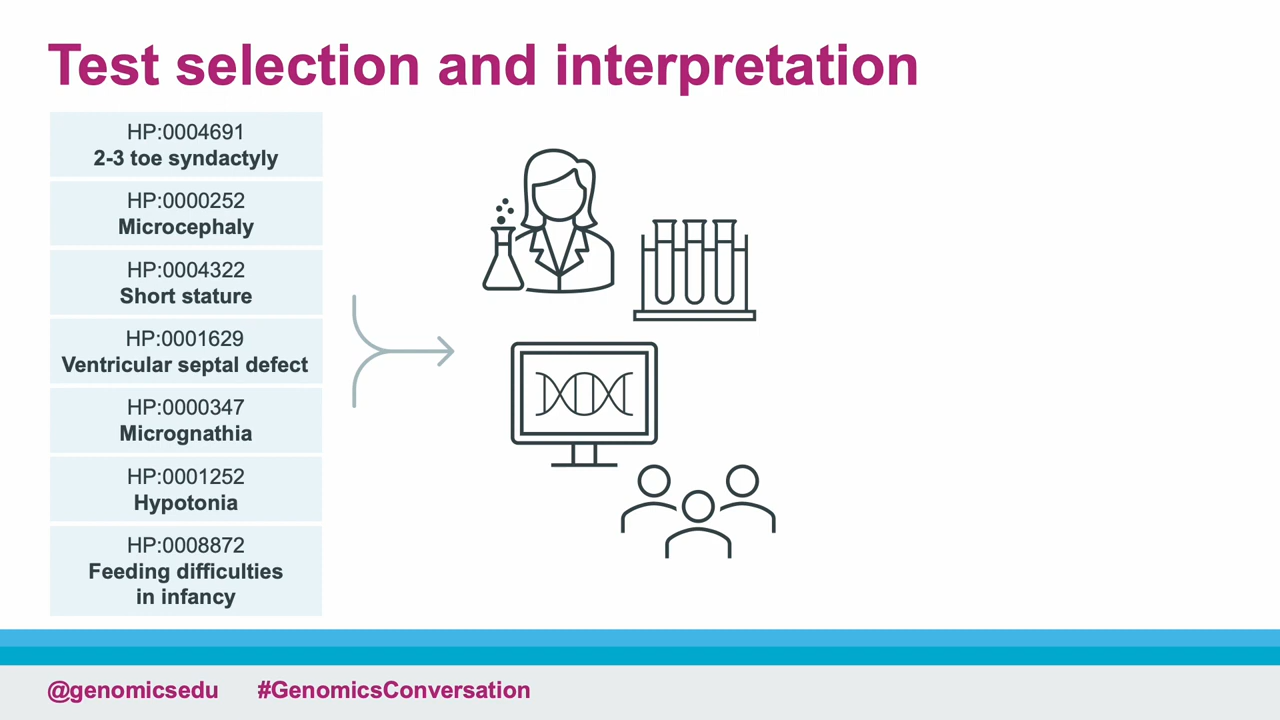 Test selection and interpretation
HP:0004691
2-3 toe syndactyly
HP:0000252
Microcephaly
HP:0004322
Short stature
HP:0001629
Ventricular septal defect
HP:0000347
Micrognathia
HP:0001252
Hypotonia
HP:0008872
Feeding difficulties
in infancy
@genomicsedu #GenomicsConversation